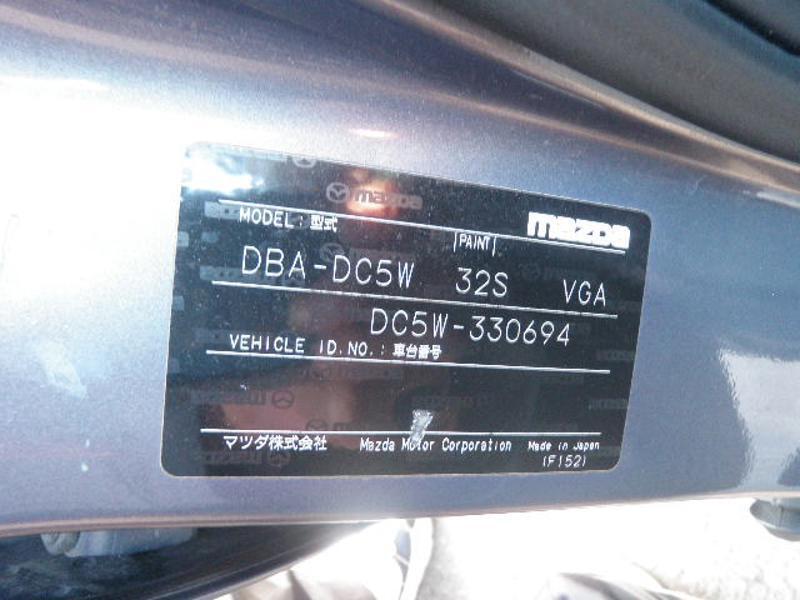 mazda
mazda
MODEL: 型式
PAINT
DBA-DC5W 32S VGA
DC5W-330694
VEHICLE ID.NO.: 車台番号
マツダ株式会社 Mazda Motor Corporation Made in Japan
(F152)